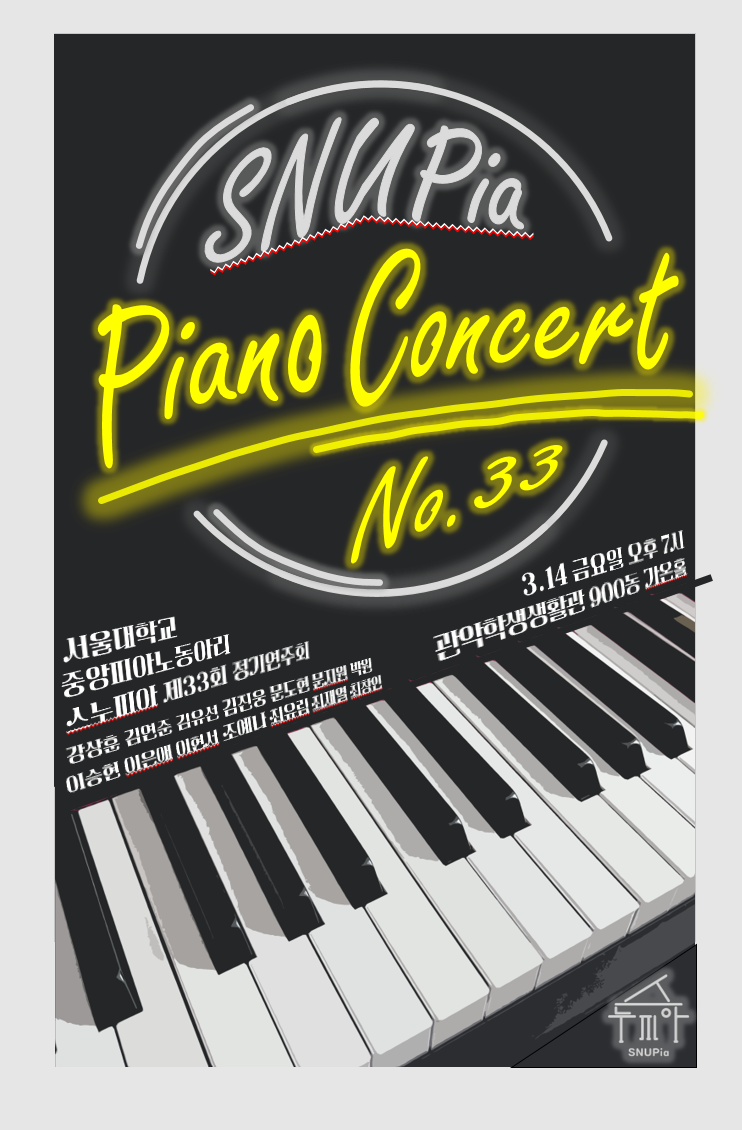 SNUPia
Piano Concert
No. 33
3.14 금요일 오후 7시
관악학생생활관 900동 가온홀
서울대학교
중앙피아노동아리
스누피아 제33회 정기연주회
강상훈 김연준 김유선 김진웅 문도현 문지원 박원
이승현 이은애 이현서 조예나 최유림 최재열 최창인
누피아
SNUPia